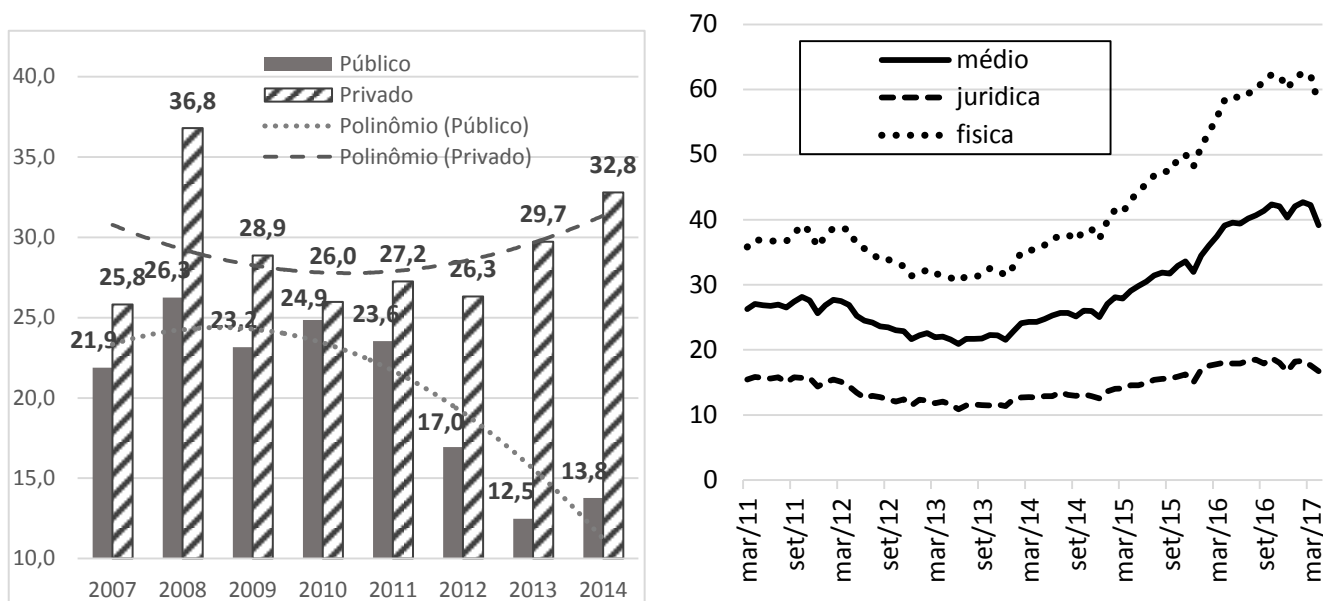 Público
Privado
Polinômio (Público)
Polinômio (Privado)
40,0
35,0
30,0
25,0
20,0
15,0
10,0
21,9
25,8
26,3
36,8
23,2
28,9
24,9
26,0
23,6
27,2
17,0
26,3
12,5
29,7
13,8
32,8
2007 2008 2009 2010 2011 2012 2013 2014
médio
juridica
fisica
70
60
50
40
30
20
10
0
mar/11
set/11
mar/12
set/12
mar/13
set/13
mar/14
set/14
mar/15
set/15
mar/16
set/16
mar/17